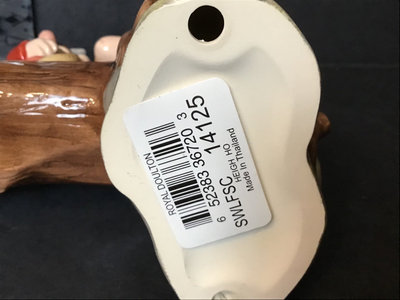 ROYAL DOULTON
6 52383 36720 3
SWLFSC 14125
HEIGH HO
Made in Thailand